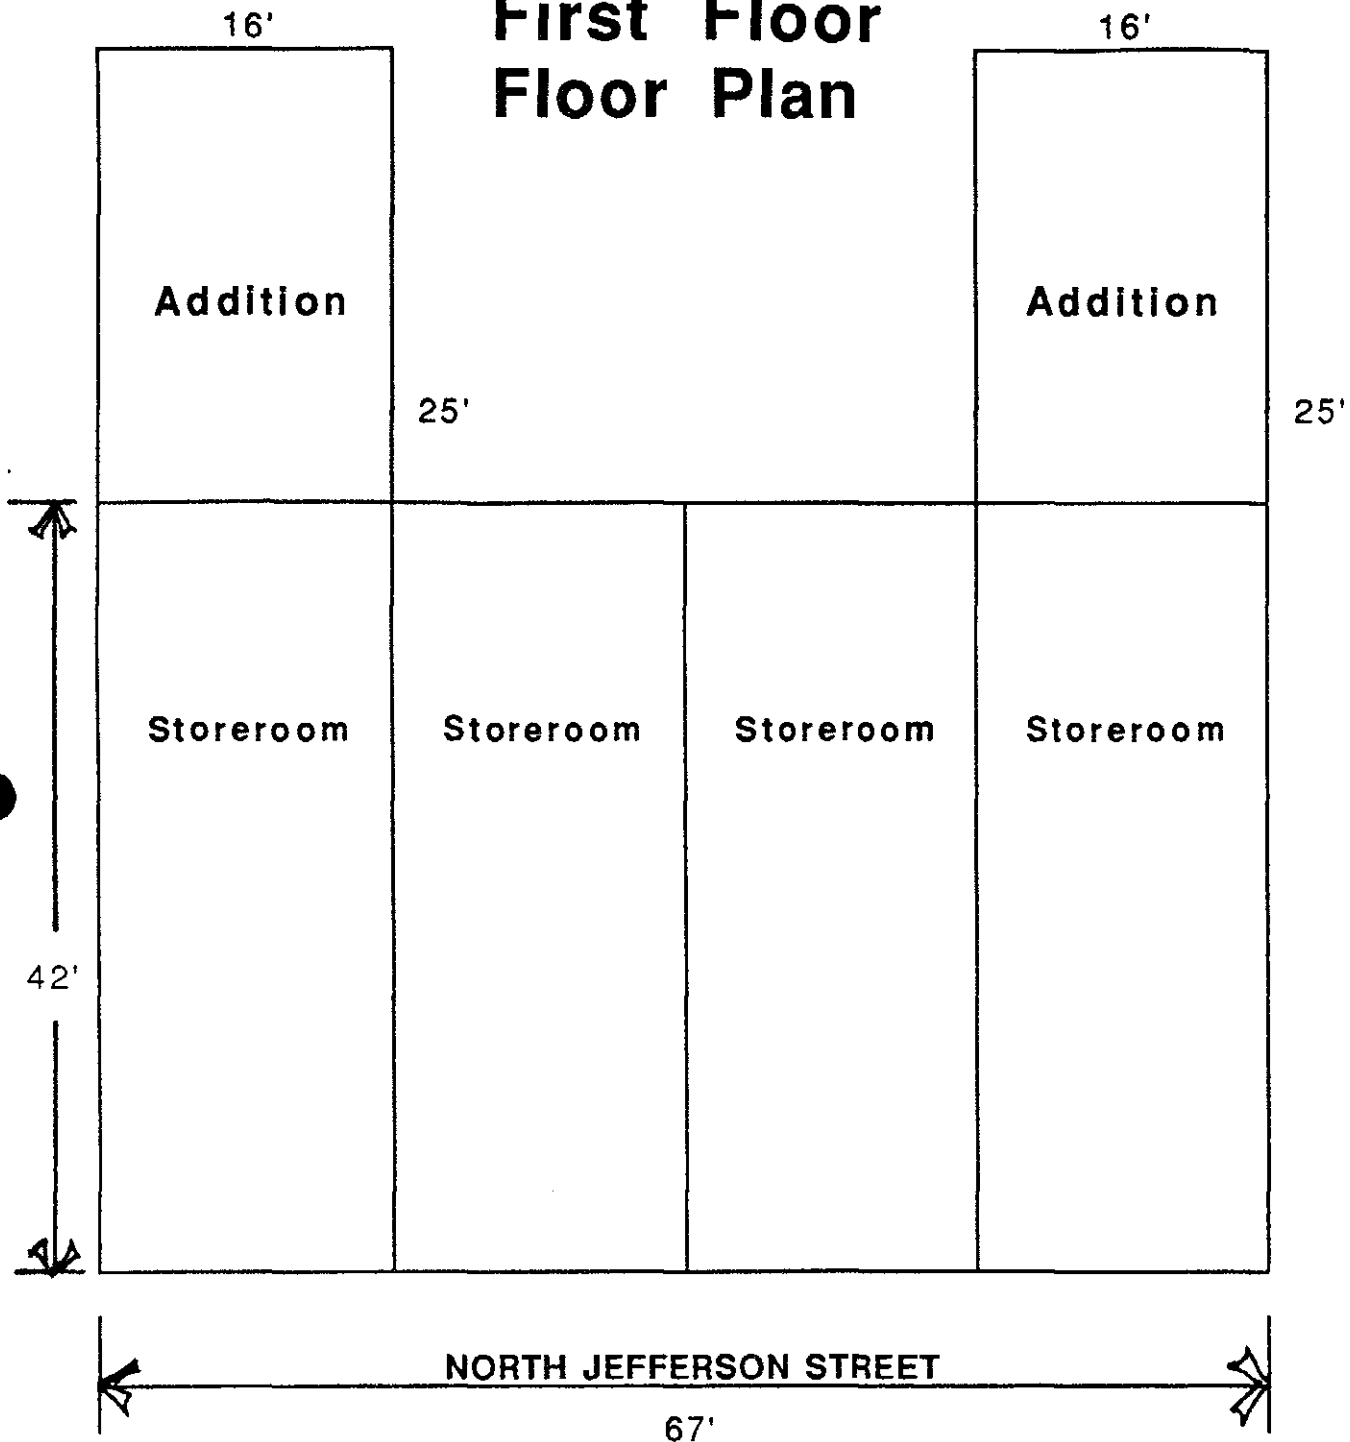 First Floor
Floor Plan
16'
16'
Addition
Addition
25'
25'
Storeroom
Storeroom
Storeroom
Storeroom
42'
NORTH JEFFERSON STREET
67'